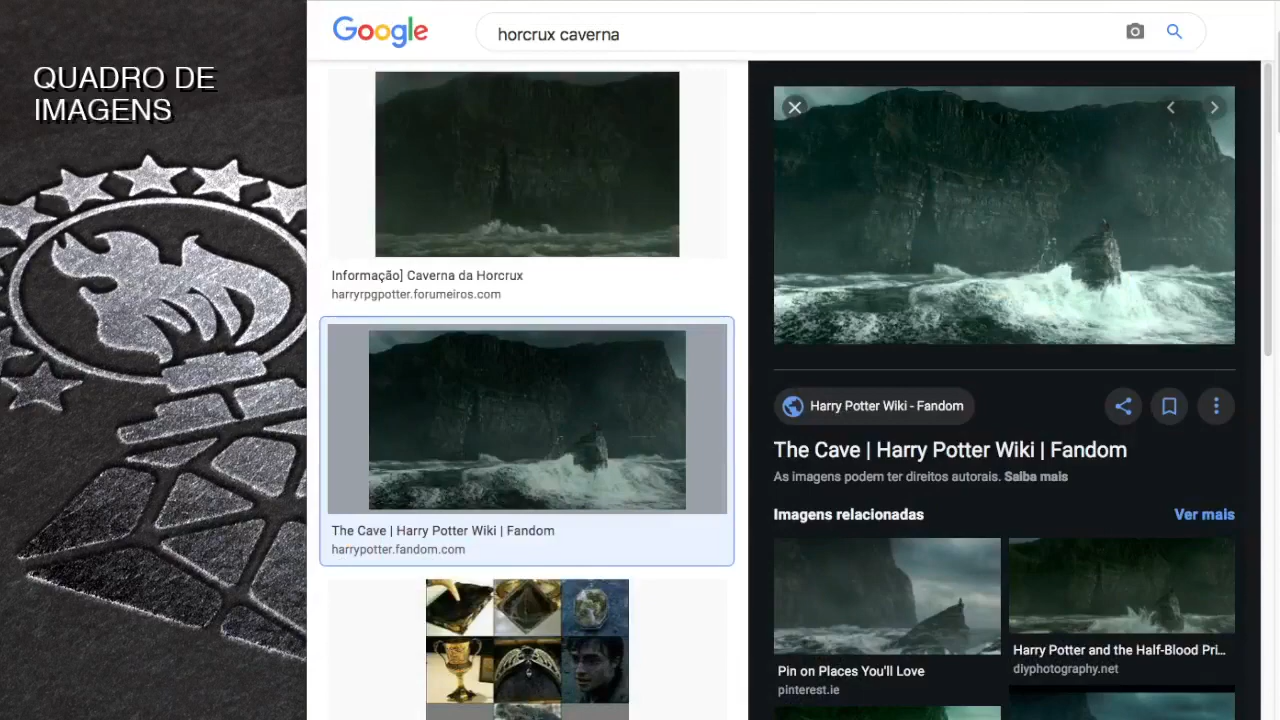 QUADRO DE
IMAGENS
Google
horcrux caverna
Informação] Caverna da Horcrux
harryrpgpotter.forumeiros.com
The Cave | Harry Potter Wiki | Fandom
harrypotter.fandom.com
Harry Potter Wiki - Fandom
The Cave | Harry Potter Wiki | Fandom
As imagens podem ter direitos autorais. Saiba mais
Imagens relacionadas
Ver mais
Pin on Places You'll Love
pinterest.ie
Harry Potter and the Half-Blood Pri...
diyphotography.net